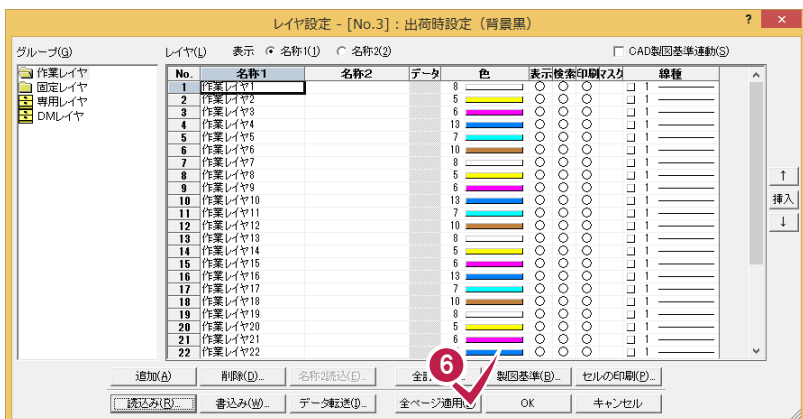 レイヤ設定 - [No.3]：出荷時設定（背景黒） ? ×
グループ(G) レイヤ(L) 表示 名称1(1) 名称2(2) CAD製図基準連動(S)
作業レイヤ
固定レイヤ
専用レイヤ
DMレイヤ
No. 名称1 名称2 データ 色 表示 検索 印刷 マスク 線種
1 作業レイヤ1 8 ○ ○ ○ 1
2 作業レイヤ2 5 ○ ○ ○ 1
3 作業レイヤ3 6 ○ ○ ○ 1
4 作業レイヤ4 13 ○ ○ ○ 1
5 作業レイヤ5 7 ○ ○ ○ 1
6 作業レイヤ6 10 ○ ○ ○ 1
7 作業レイヤ7 8 ○ ○ ○ 1
8 作業レイヤ8 5 ○ ○ ○ 1
9 作業レイヤ9 6 ○ ○ ○ 1
10 作業レイヤ10 13 ○ ○ ○ 1
11 作業レイヤ11 7 ○ ○ ○ 1
12 作業レイヤ12 10 ○ ○ ○ 1
13 作業レイヤ13 8 ○ ○ ○ 1
14 作業レイヤ14 5 ○ ○ ○ 1
15 作業レイヤ15 6 ○ ○ ○ 1
16 作業レイヤ16 13 ○ ○ ○ 1
17 作業レイヤ17 7 ○ ○ ○ 1
18 作業レイヤ18 10 ○ ○ ○ 1
19 作業レイヤ19 8 ○ ○ ○ 1
20 作業レイヤ20 5 ○ ○ ○ 1
21 作業レイヤ21 6 ○ ○ ○ 1
22 作業レイヤ22 ○ ○ ○ 1
↑
挿入
↓
6
追加(A) 削除(D)... 名称2読込(E)... 製図基準(B)... セルの印刷(P)...
読込み(R)... 書込み(W)... データ転送(I)... 全ページ適用 OK キャンセル